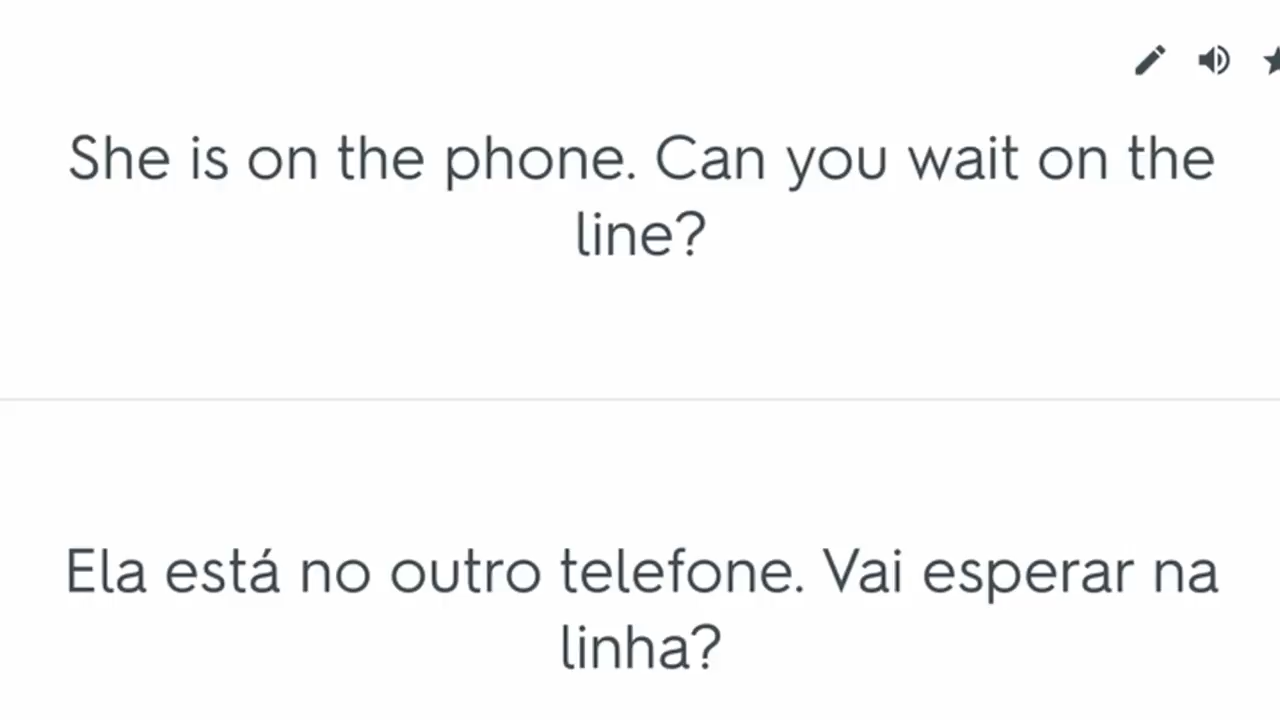 She is on the phone. Can you wait on the
line?
Ela está no outro telefone. Vai esperar na
linha?